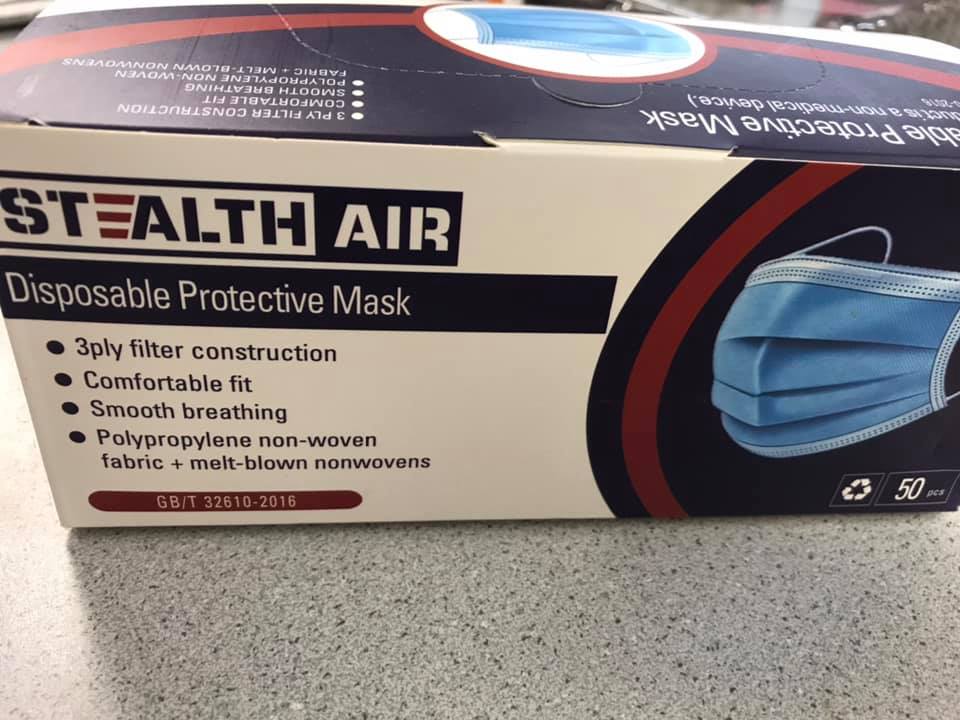 3 PLY FILTER CONSTRUCTION
COMFORTABLE FIT
SMOOTH BREATHING
POLYPROPYLENE NON-WOVEN
FABRIC + MELT-BLOWN NONWOVENS
Protective Mask
is a non-medical device.)
STEALTH AIR
Disposable Protective Mask
3ply filter construction
Comfortable fit
Smooth breathing
Polypropylene non-woven
fabric + melt-blown nonwovens
GB/T 32610-2016
50 pcs